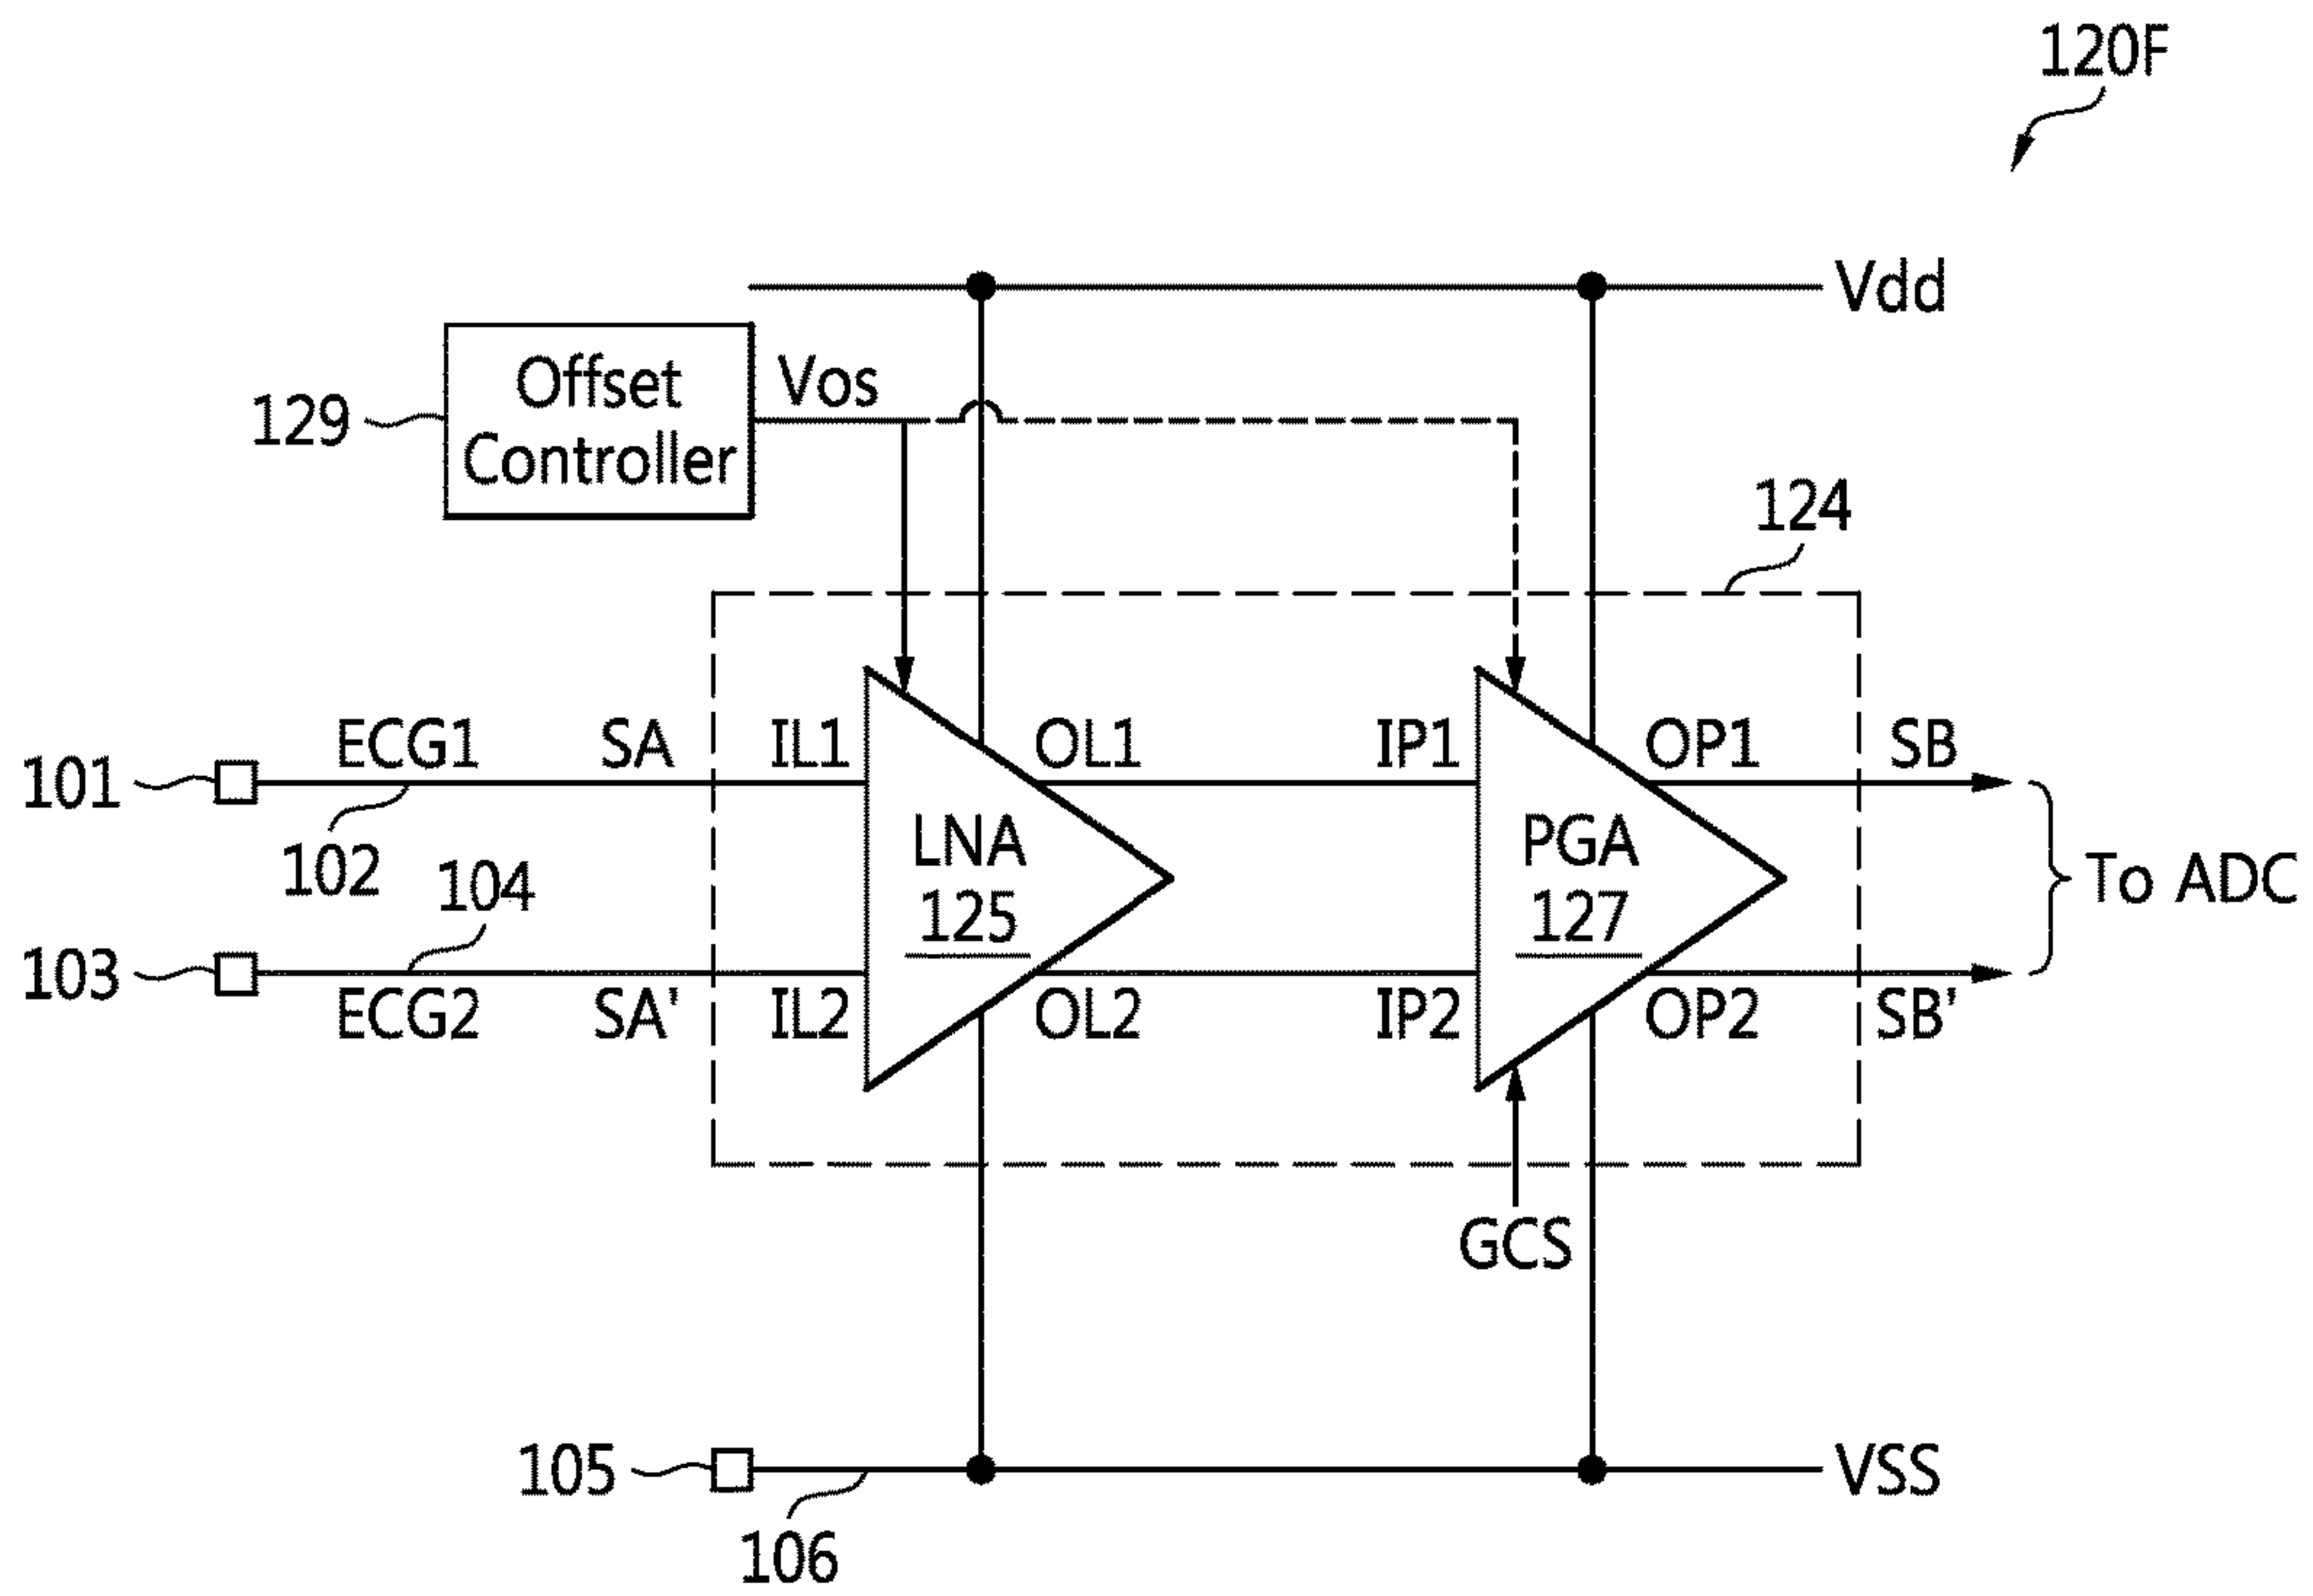 120F
Vdd
Offset
Controller
Vos
129
124
101
ECG1
SA
IL1
OL1
IP1
OP1
SB
102
104
LNA
125
PGA
127
To ADC
103
ECG2
SA'
IL2
OL2
IP2
OP2
SB'
GCS
105
VSS
106